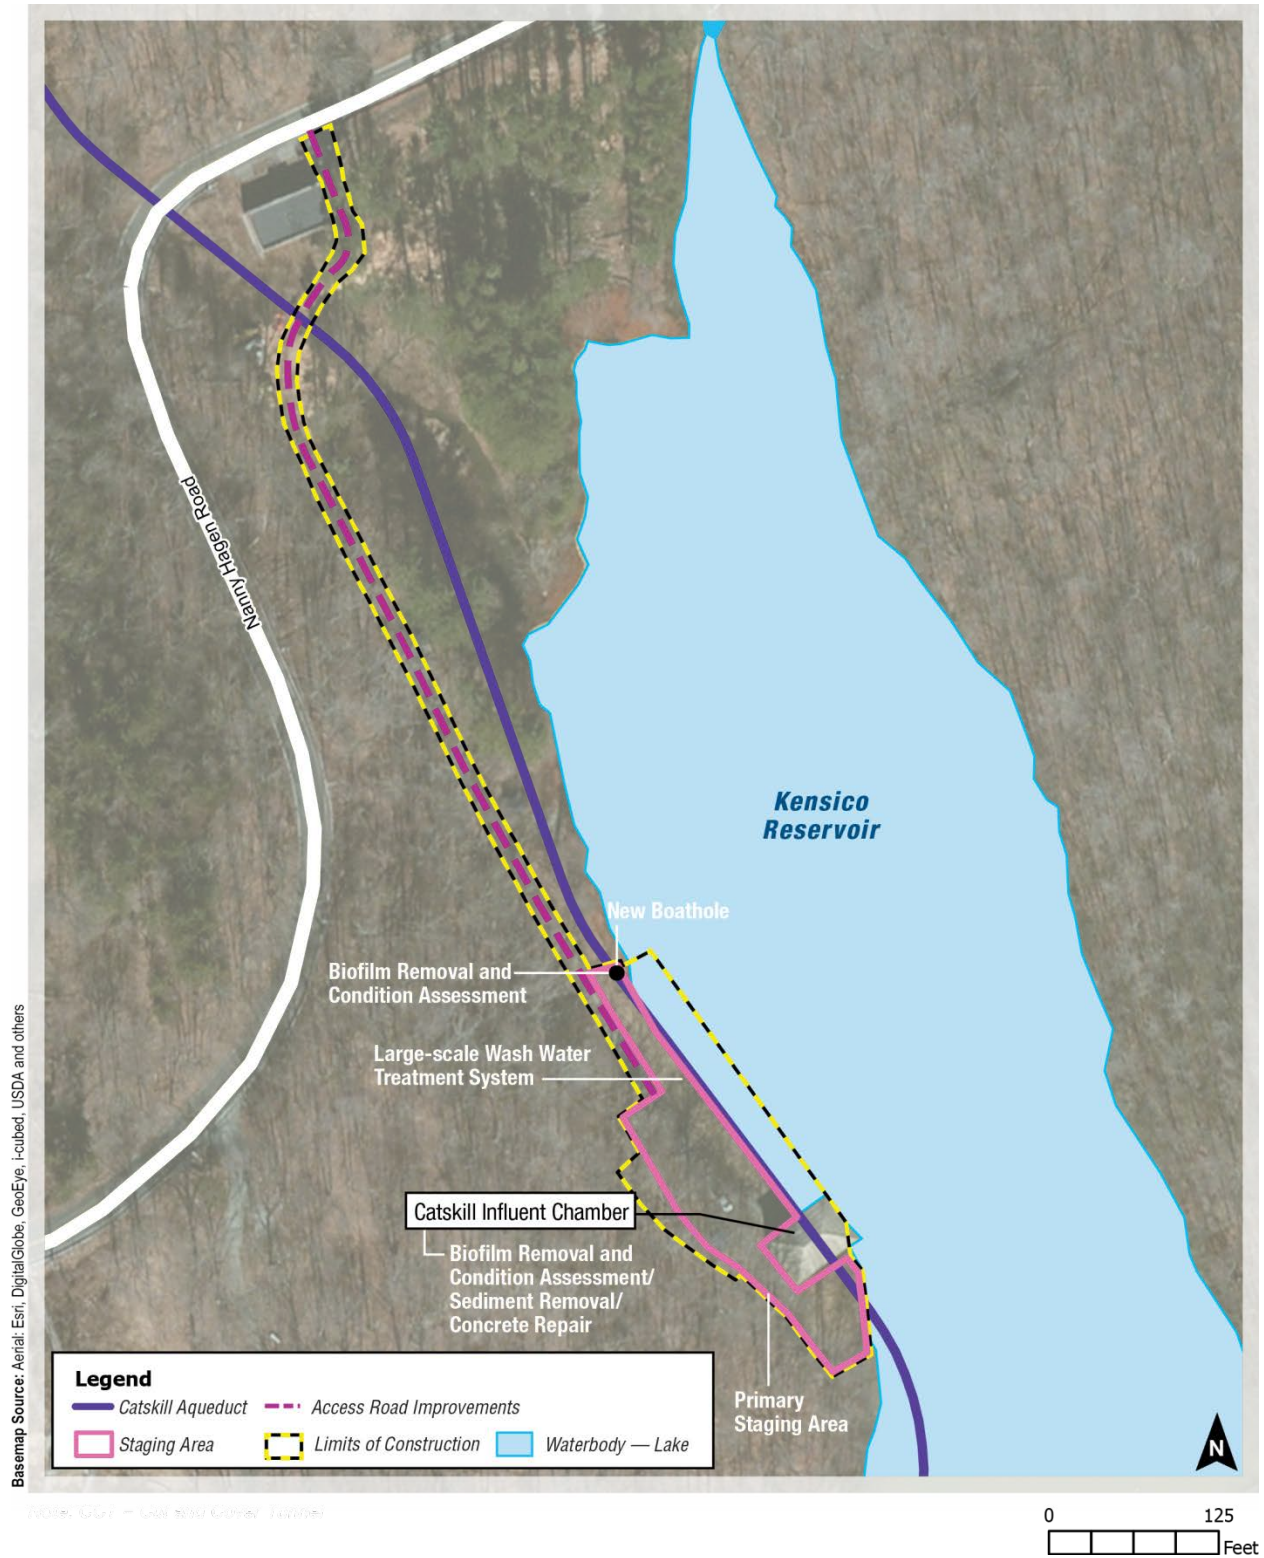 Nanny Hagen Road
Kensico
Reservoir
New Boathole
Biofilm Removal and
Condition Assessment
Large-scale Wash Water
Treatment System
Catskill Influent Chamber
Biofilm Removal and
Condition Assessment/
Sediment Removal/
Concrete Repair
Primary
Staging Area
Legend
Catskill Aqueduct
Access Road Improvements
Staging Area
Limits of Construction
Waterbody — Lake
N
Basemap Source: Aerial: Esri, DigitalGlobe, GeoEye, i-cubed, USDA and others
0 125
Feet